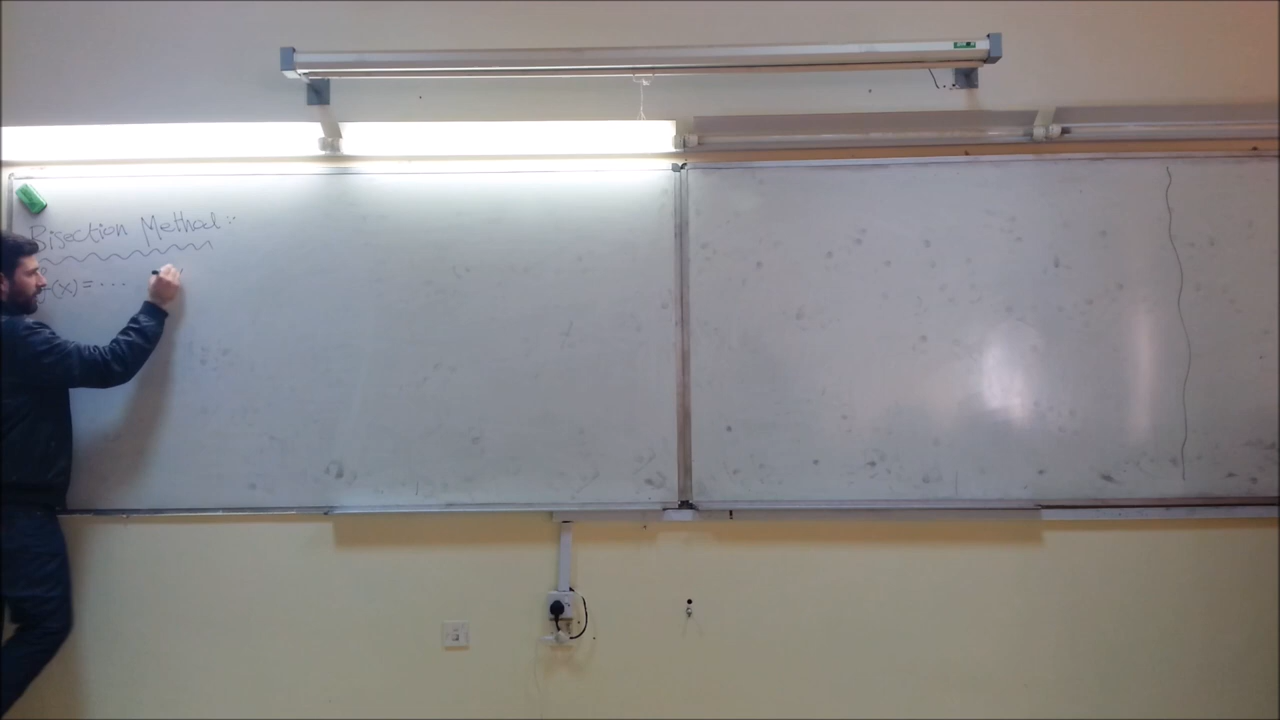 Bisection Method :-
f(x) = ...